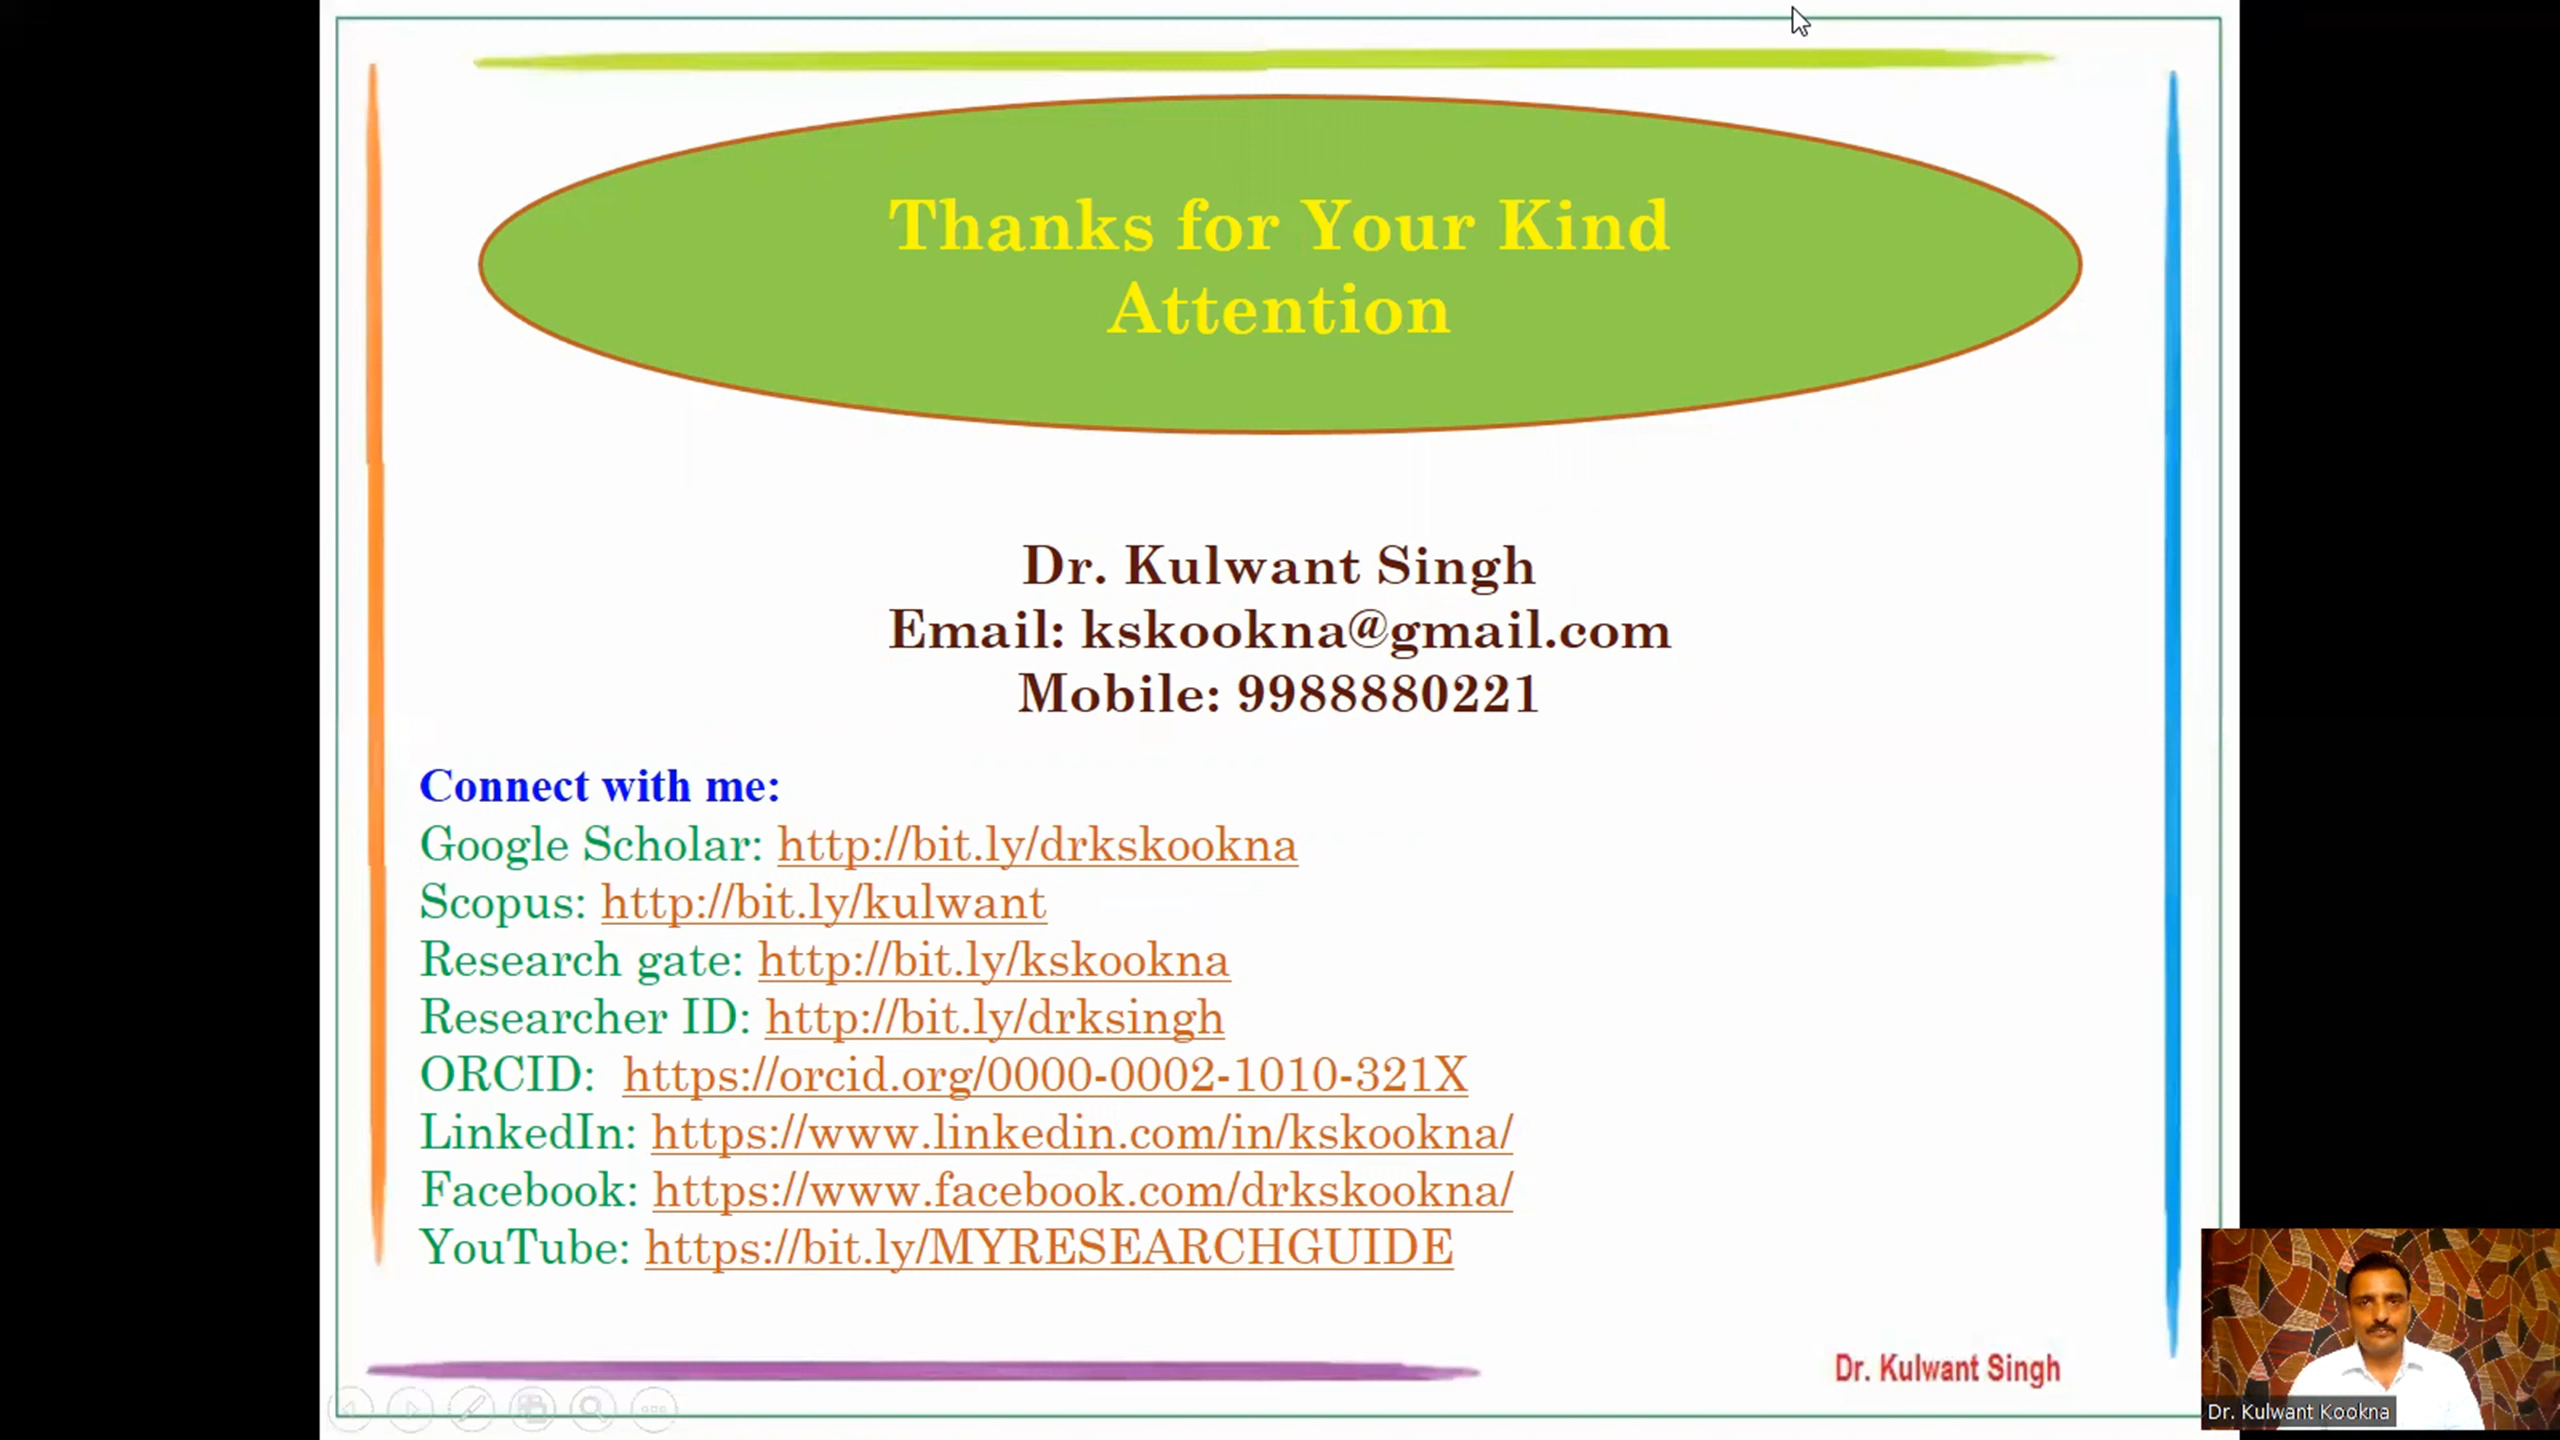 Thanks for Your Kind
Attention
Dr. Kulwant Singh
Email: kskookna@gmail.com
Mobile: 9988880221
Connect with me:
Google Scholar: http://bit.ly/drkskookna
Scopus: http://bit.ly/kulwant
Research gate: http://bit.ly/kskookna
Researcher ID: http://bit.ly/drksingh
ORCID: https://orcid.org/0000-0002-1010-321X
LinkedIn: https://www.linkedin.com/in/kskookna/
Facebook: https://www.facebook.com/drkskookna/
YouTube: https://bit.ly/MYRESEARCHGUIDE
Dr. Kulwant Singh
Dr. Kulwant Kookna